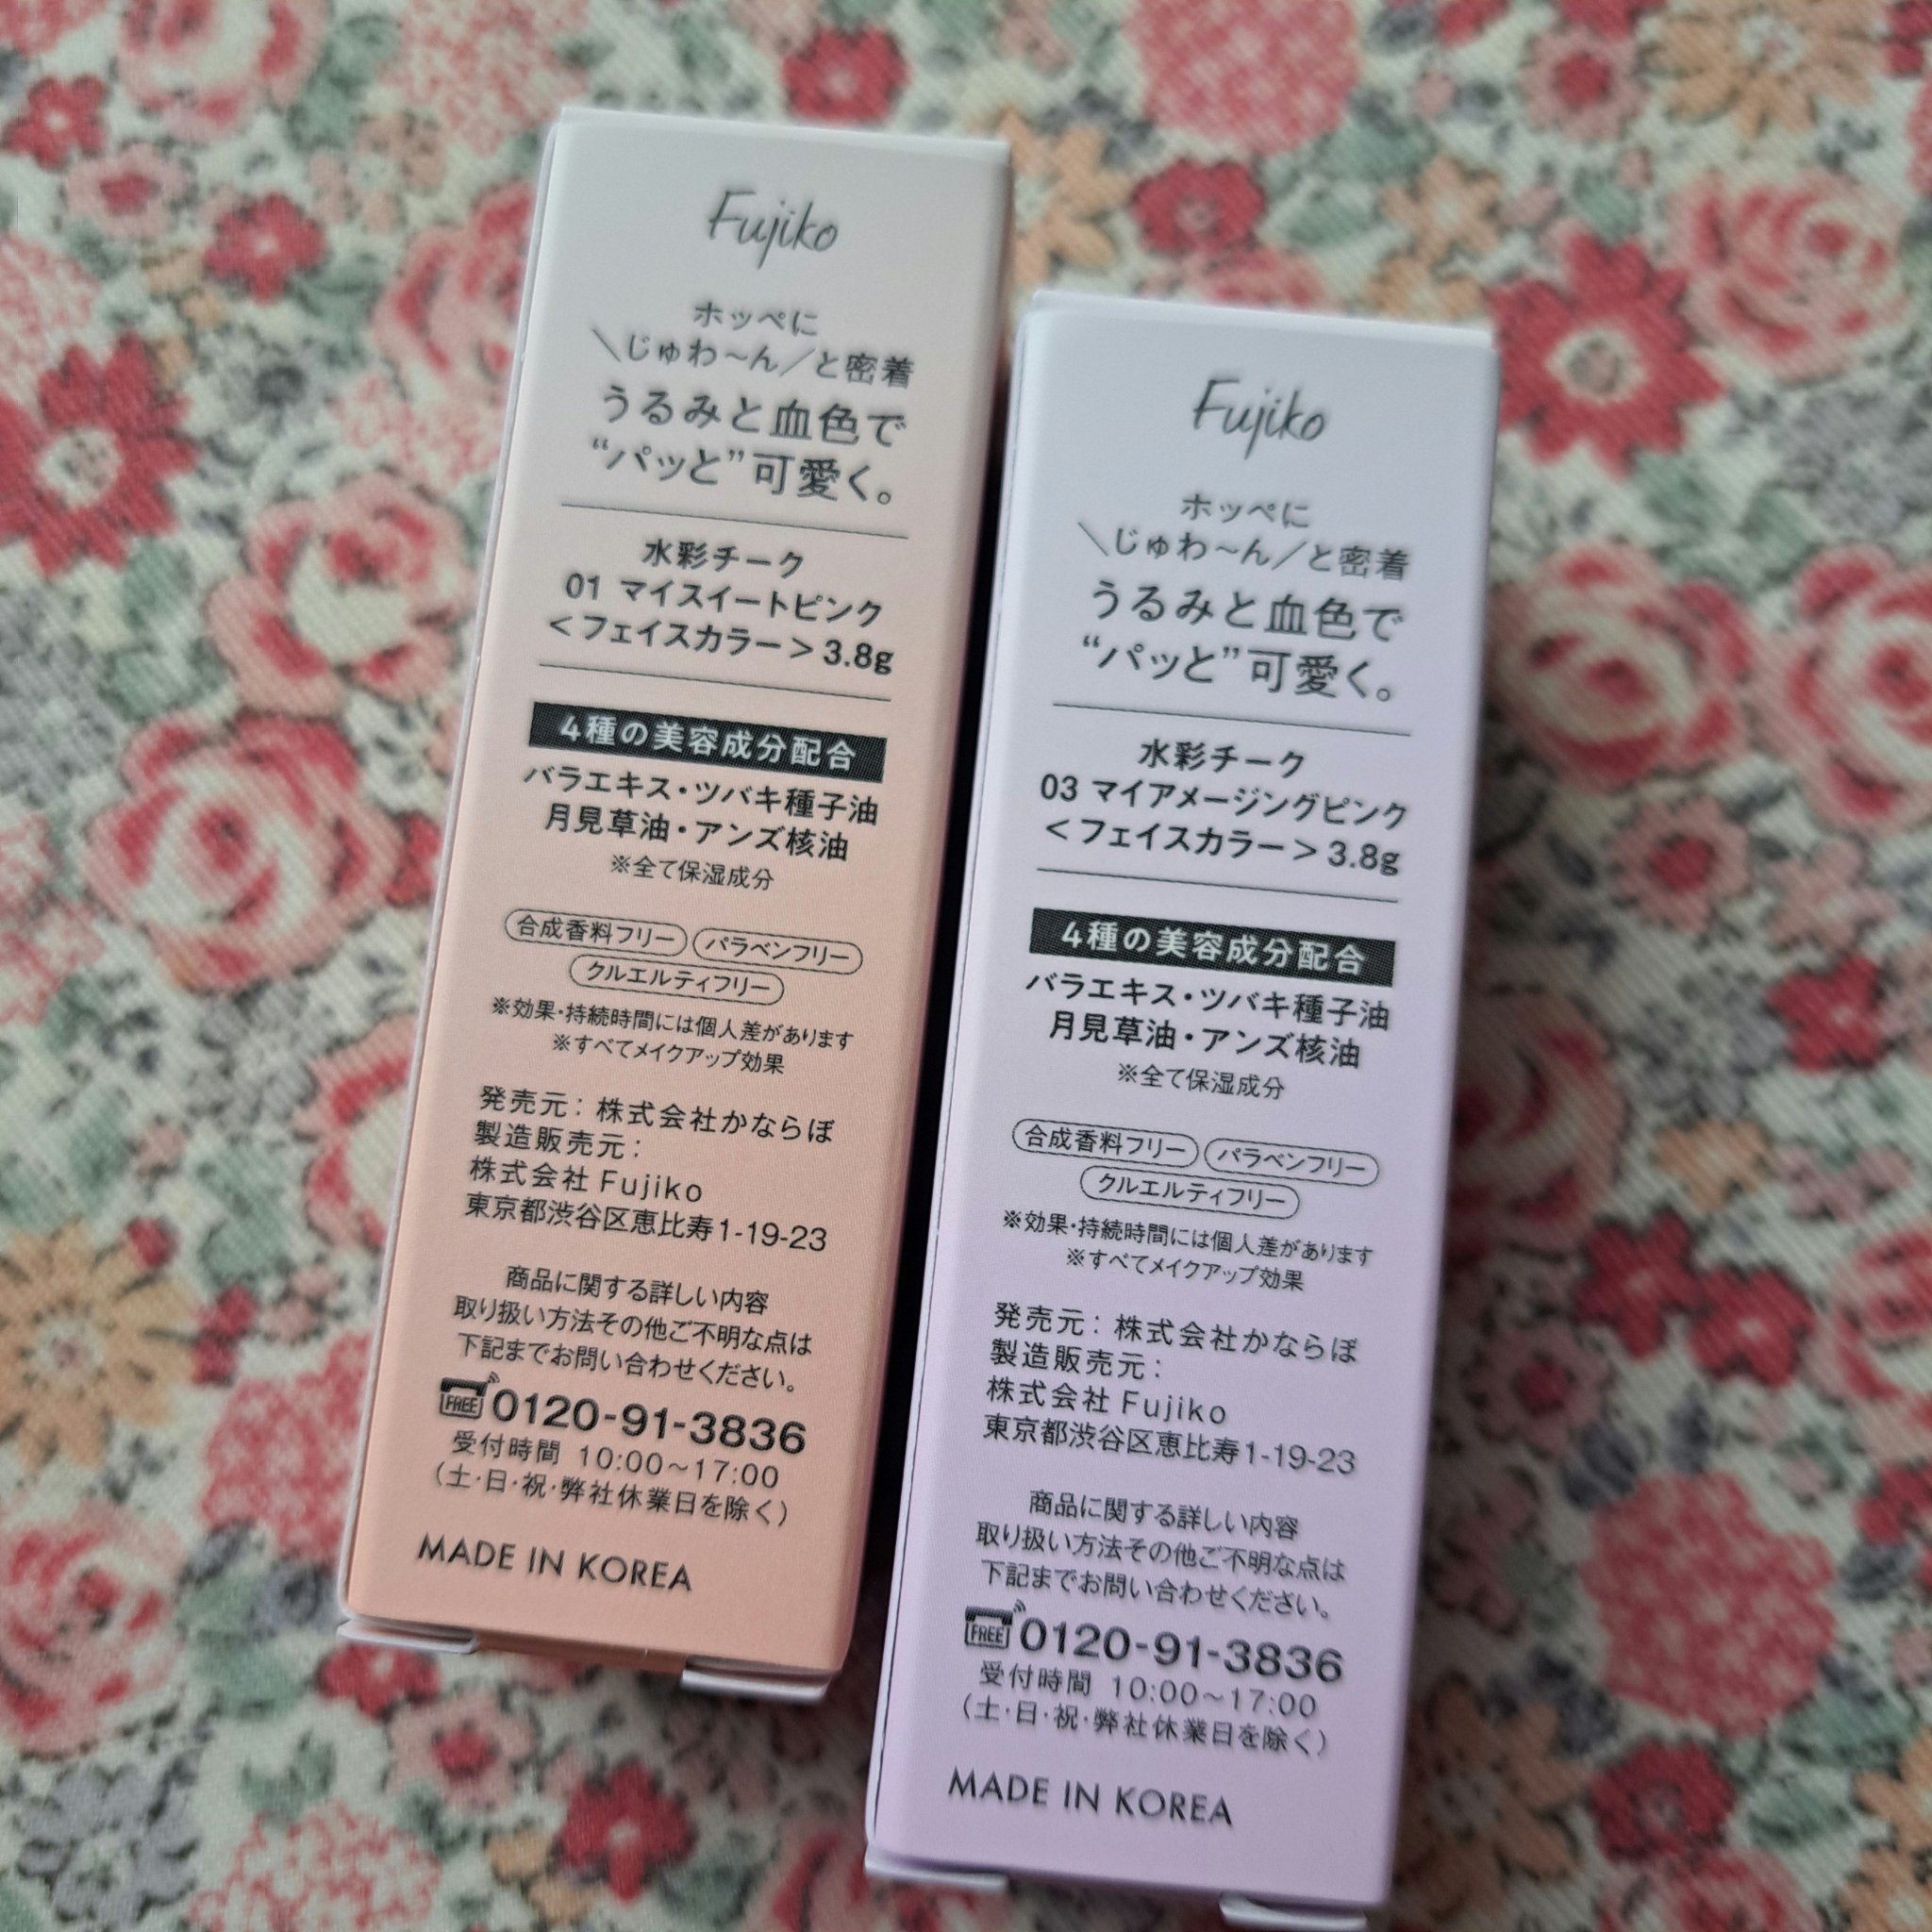 Fujiko
ホッペに
＼じゅわ〜ん／と密着
うるみと血色で
“パッと”可愛く。
水彩チーク
01 マイスイートピンク
＜フェイスカラー＞3.8g
4種の美容成分配合
バラエキス・ツバキ種子油
月見草油・アンズ核油
※全て保湿成分
合成香料フリー パラベンフリー
クルエルティフリー
※効果・持続時間には個人差があります
※すべてメイクアップ効果
発売元：株式会社かならぼ
製造販売元：
株式会社 Fujiko
東京都渋谷区恵比寿1-19-23
商品に関する詳しい内容
取り扱い方法その他ご不明な点は
下記までお問い合わせください。
FREE 0120-91-3836
受付時間 10:00〜17:00
（土・日・祝・弊社休業日を除く）
MADE IN KOREA
Fujiko
ホッペに
＼じゅわ〜ん／と密着
うるみと血色で
“パッと”可愛く。
水彩チーク
03 マイアメージングピンク
＜フェイスカラー＞3.8g
4種の美容成分配合
バラエキス・ツバキ種子油
月見草油・アンズ核油
※全て保湿成分
合成香料フリー パラベンフリー
クルエルティフリー
※効果・持続時間には個人差があります
※すべてメイクアップ効果
発売元：株式会社かならぼ
製造販売元：
株式会社 Fujiko
東京都渋谷区恵比寿1-19-23
商品に関する詳しい内容
取り扱い方法その他ご不明な点は
下記までお問い合わせください。
FREE 0120-91-3836
受付時間 10:00〜17:00
（土・日・祝・弊社休業日を除く）
MADE IN KOREA